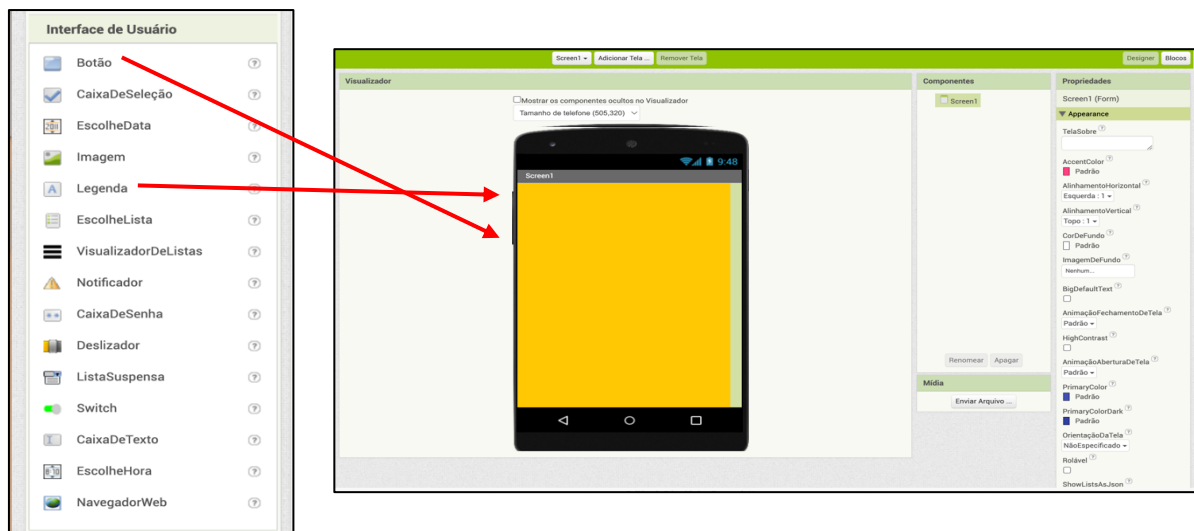 Interface de Usuário
Botão
CaixaDeSeleção
EscolheData
Imagem
Legenda
EscolheLista
VisualizadorDeListas
Notificador
CaixaDeSenha
Deslizador
ListaSuspensa
Switch
CaixaDeTexto
EscolheHora
NavegadorWeb
Screen1
Adicionar Tela ...
Remover Tela
Designer
Blocos
Visualizador
Mostrar os componentes ocultos no Visualizador
Tamanho de telefone (505,320)
9:48
Screen1
Componentes
Screen1
Renomear
Apagar
Mídia
Enviar Arquivo ...
Propriedades
Screen1 (Form)
Appearance
TelaSobre
AccentColor
Padrão
AlinhamentoHorizontal
Esquerda : 1
AlinhamentoVertical
Topo : 1
CorDeFundo
Padrão
ImagemDeFundo
Nenhum...
BigDefaultText
AnimaçãoFechamentoDeTela
Padrão
HighContrast
AnimaçãoAberturaDeTela
Padrão
PrimaryColor
Padrão
PrimaryColorDark
Padrão
OrientaçãoDaTela
NãoEspecificado
Rolável
ShowListsAsJson